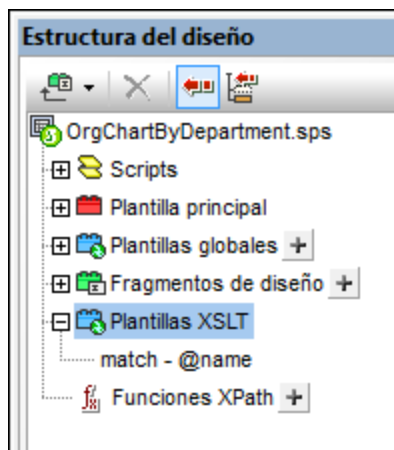 Estructura del diseño
OrgChartByDepartment.sps
Scripts
Plantilla principal
Plantillas globales
Fragmentos de diseño
Plantillas XSLT
match - @name
Funciones XPath